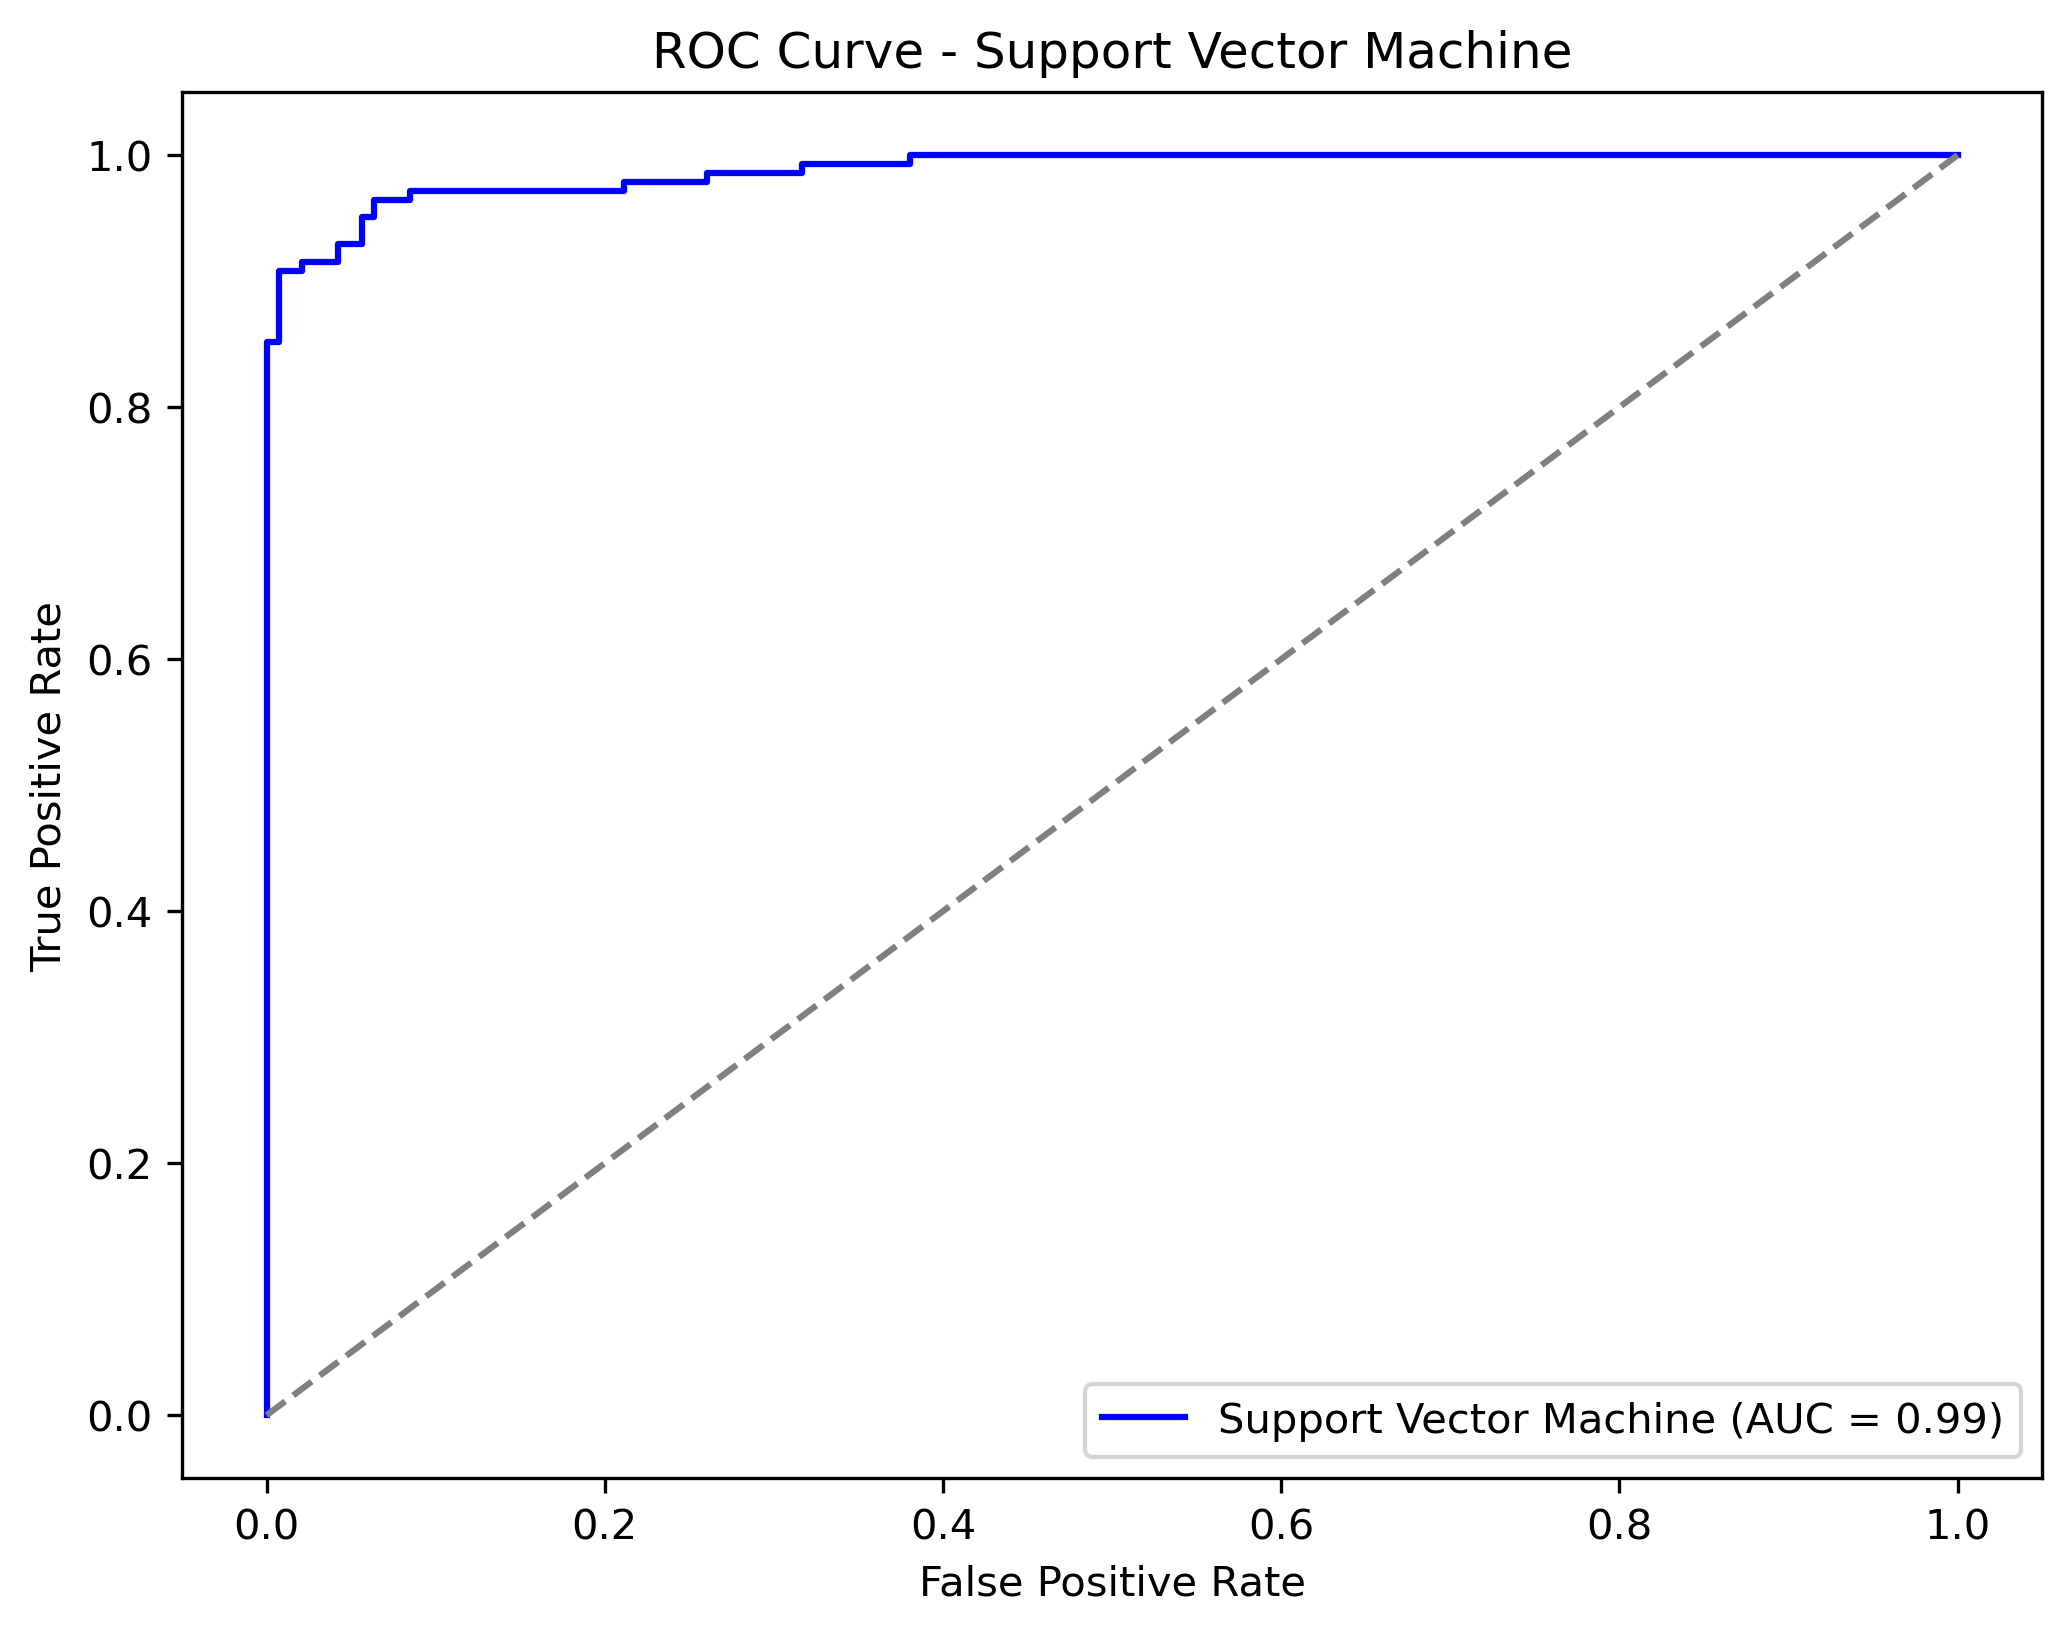 ROC Curve - Support Vector Machine
True Positive Rate
1.0
0.8
0.6
0.4
0.2
0.0
Support Vector Machine (AUC = 0.99)
0.0 0.2 0.4 0.6 0.8 1.0
False Positive Rate